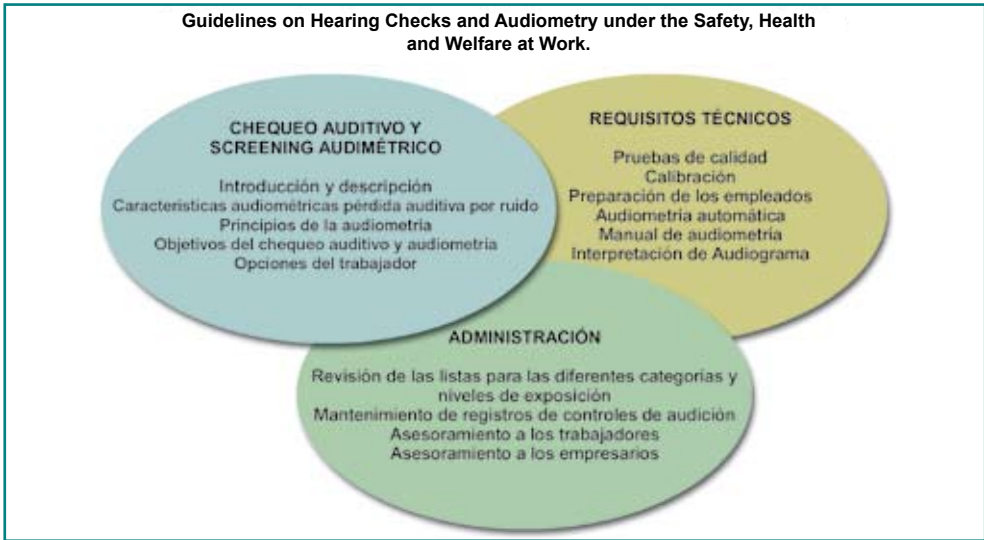 Guidelines on Hearing Checks and Audiometry under the Safety, Health
and Welfare at Work.
CHEQUEO AUDITIVO Y
SCREENING AUDIMÉTRICO
Introducción y descripción
Características audiométricas pérdida auditiva por ruido
Principios de la audiometría
Objetivos del chequeo auditivo y audiometría
Opciones del trabajador
REQUISITOS TÉCNICOS
Pruebas de calidad
Calibración
Preparación de los empleados
Audiometría automática
Manual de audiometría
Interpretación de Audiograma
ADMINISTRACIÓN
Revisión de las listas para las diferentes categorías y
niveles de exposición
Mantenimiento de registros de controles de audición
Asesoramiento a los trabajadores
Asesoramiento a los empresarios